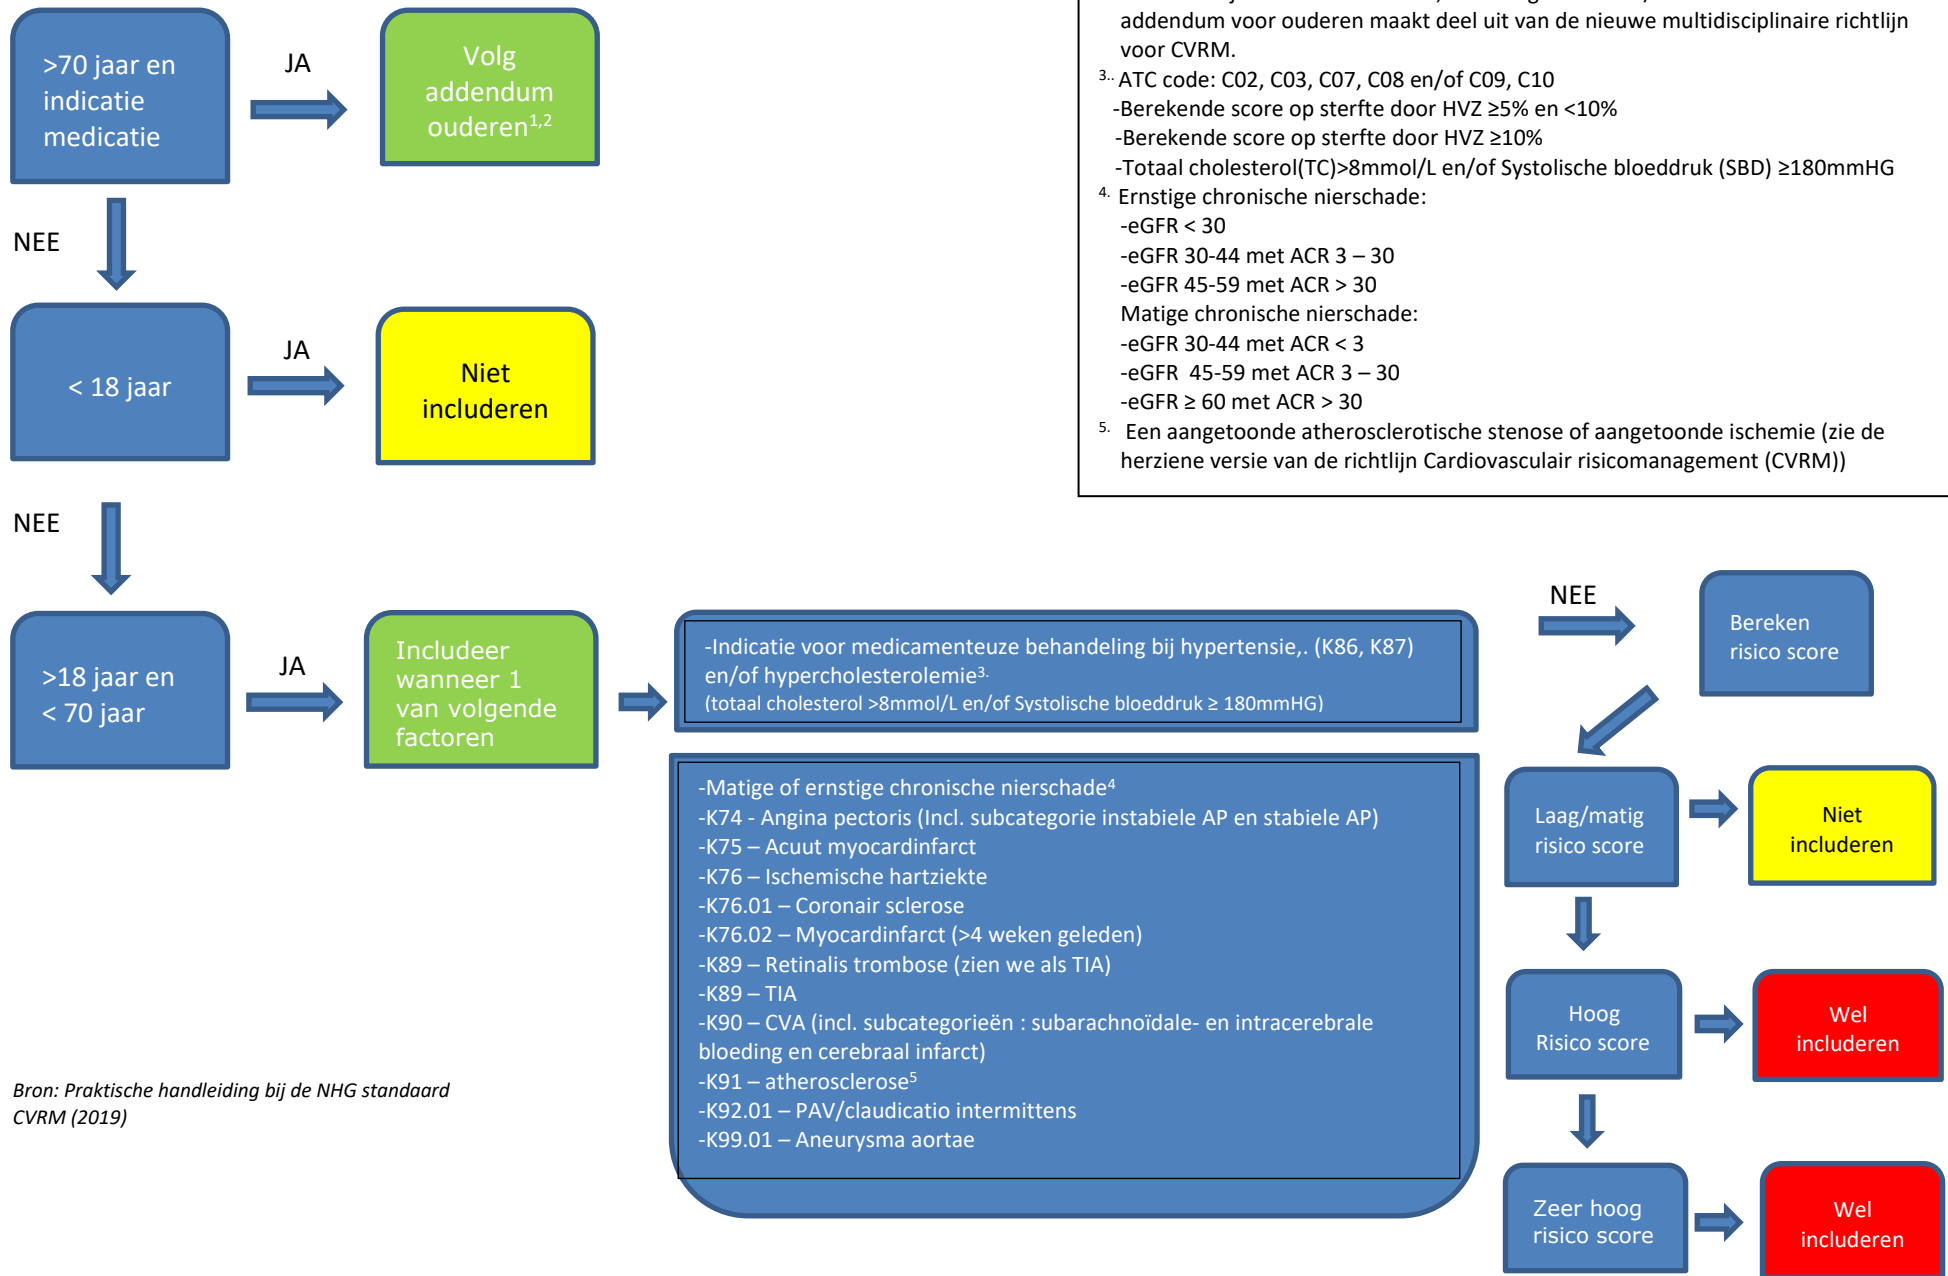 >70 jaar en
indicatie
medicatie
JA
Volg
addendum
ouderen1,2
NEE
< 18 jaar
JA
Niet
includeren
NEE
>18 jaar en
< 70 jaar
JA
Includeer
wanneer 1
van volgende
factoren
addendum voor ouderen maakt deel uit van de nieuwe multidisciplinaire richtlijn
voor CVRM.
3.. ATC code: C02, C03, C07, C08 en/of C09, C10
-Berekende score op sterfte door HVZ ≥5% en <10%
-Berekende score op sterfte door HVZ ≥10%
-Totaal cholesterol(TC)>8mmol/L en/of Systolische bloeddruk (SBD) ≥180mmHG
4. Ernstige chronische nierschade:
-eGFR < 30
-eGFR 30-44 met ACR 3 – 30
-eGFR 45-59 met ACR > 30
Matige chronische nierschade:
-eGFR 30-44 met ACR < 3
-eGFR 45-59 met ACR 3 – 30
-eGFR ≥ 60 met ACR > 30
5. Een aangetoonde atherosclerotische stenose of aangetoonde ischemie (zie de
herziene versie van de richtlijn Cardiovasculair risicomanagement (CVRM))
-Indicatie voor medicamenteuze behandeling bij hypertensie,. (K86, K87)
en/of hypercholesterolemie3.
(totaal cholesterol >8mmol/L en/of Systolische bloeddruk ≥ 180mmHG)
-Matige of ernstige chronische nierschade4
-K74 - Angina pectoris (Incl. subcategorie instabiele AP en stabiele AP)
-K75 – Acuut myocardinfarct
-K76 – Ischemische hartziekte
-K76.01 – Coronair sclerose
-K76.02 – Myocardinfarct (>4 weken geleden)
-K89 – Retinalis trombose (zien we als TIA)
-K89 – TIA
-K90 – CVA (incl. subcategorieën : subarachnoïdale- en intracerebrale
bloeding en cerebraal infarct)
-K91 – atherosclerose5
-K92.01 – PAV/claudicatio intermittens
-K99.01 – Aneurysma aortae
NEE
Bereken
risico score
Laag/matig
risico score
Niet
includeren
Hoog
Risico score
Wel
includeren
Zeer hoog
risico score
Wel
includeren
Bron: Praktische handleiding bij de NHG standaard
CVRM (2019)